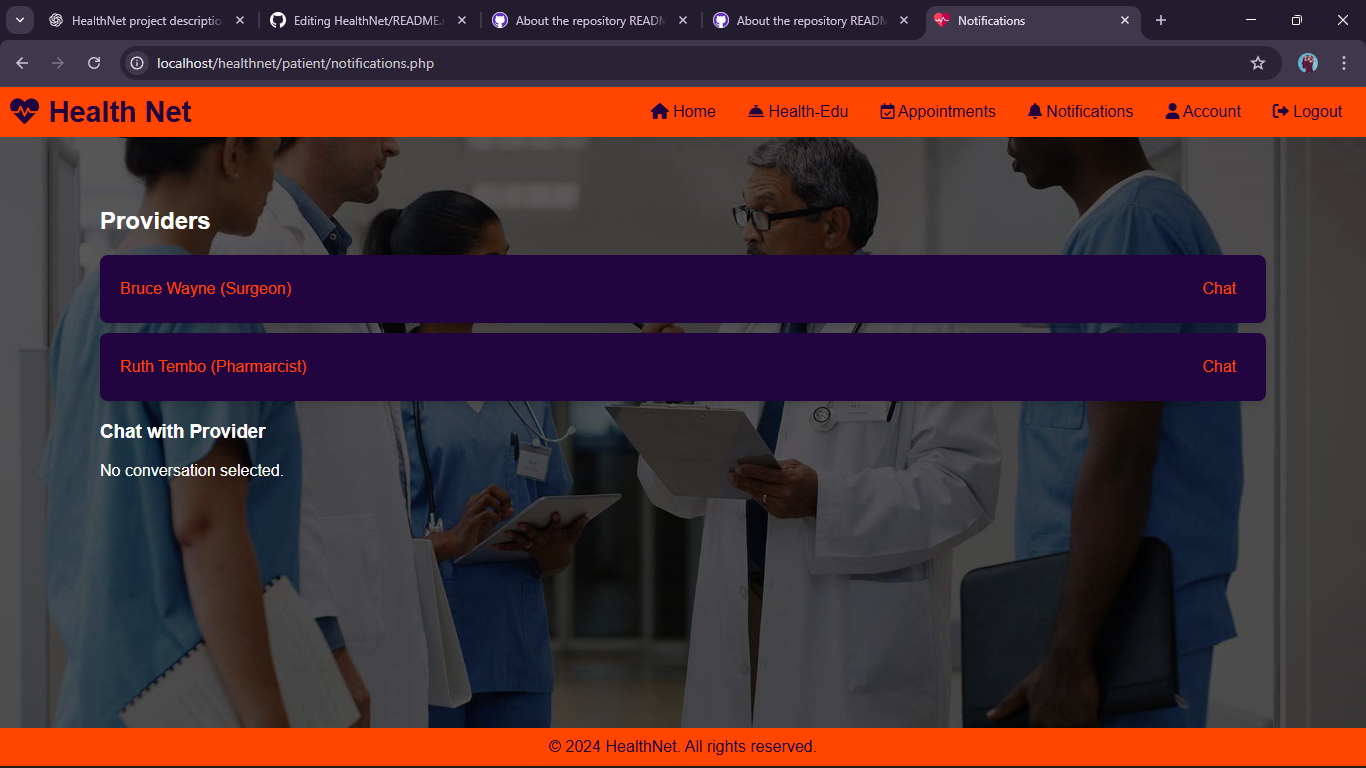 HealthNet project descriptio
Editing HealthNet/README.
About the repository READM
About the repository READM
Notifications
localhost/healthnet/patient/notifications.php
Health Net
Home
Health-Edu
Appointments
Notifications
Account
Logout
Providers
Bruce Wayne (Surgeon)
Chat
Ruth Tembo (Pharmarcist)
Chat
Chat with Provider
No conversation selected.
© 2024 HealthNet. All rights reserved.